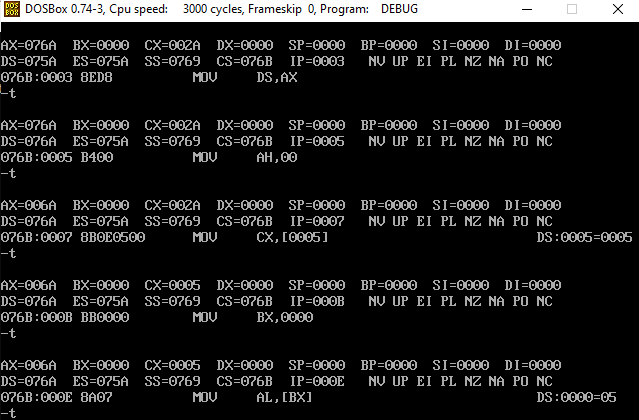 DOSBox 0.74-3, Cpu speed: 3000 cycles, Frameskip 0, Program: DEBUG
AX=076A BX=0000 CX=002A DX=0000 SP=0000 BP=0000 SI=0000 DI=0000
DS=075A ES=075A SS=0769 CS=076B IP=0003 NV UP EI PL NZ NA PO NC
076B:0003 8ED8 MOV DS,AX
-t
AX=076A BX=0000 CX=002A DX=0000 SP=0000 BP=0000 SI=0000 DI=0000
DS=076A ES=075A SS=0769 CS=076B IP=0005 NV UP EI PL NZ NA PO NC
076B:0005 B400 MOV AH,00
-t
AX=006A BX=0000 CX=002A DX=0000 SP=0000 BP=0000 SI=0000 DI=0000
DS=076A ES=075A SS=0769 CS=076B IP=0007 NV UP EI PL NZ NA PO NC
076B:0007 8B0E0500 MOV CX,[0005] DS:0005=0005
-t
AX=006A BX=0000 CX=0005 DX=0000 SP=0000 BP=0000 SI=0000 DI=0000
DS=076A ES=075A SS=0769 CS=076B IP=000B NV UP EI PL NZ NA PO NC
076B:000B BB0000 MOV BX,0000
-t
AX=006A BX=0000 CX=0005 DX=0000 SP=0000 BP=0000 SI=0000 DI=0000
DS=076A ES=075A SS=0769 CS=076B IP=000E NV UP EI PL NZ NA PO NC
076B:000E 8A07 MOV AL,[BX] DS:0000=05
-t